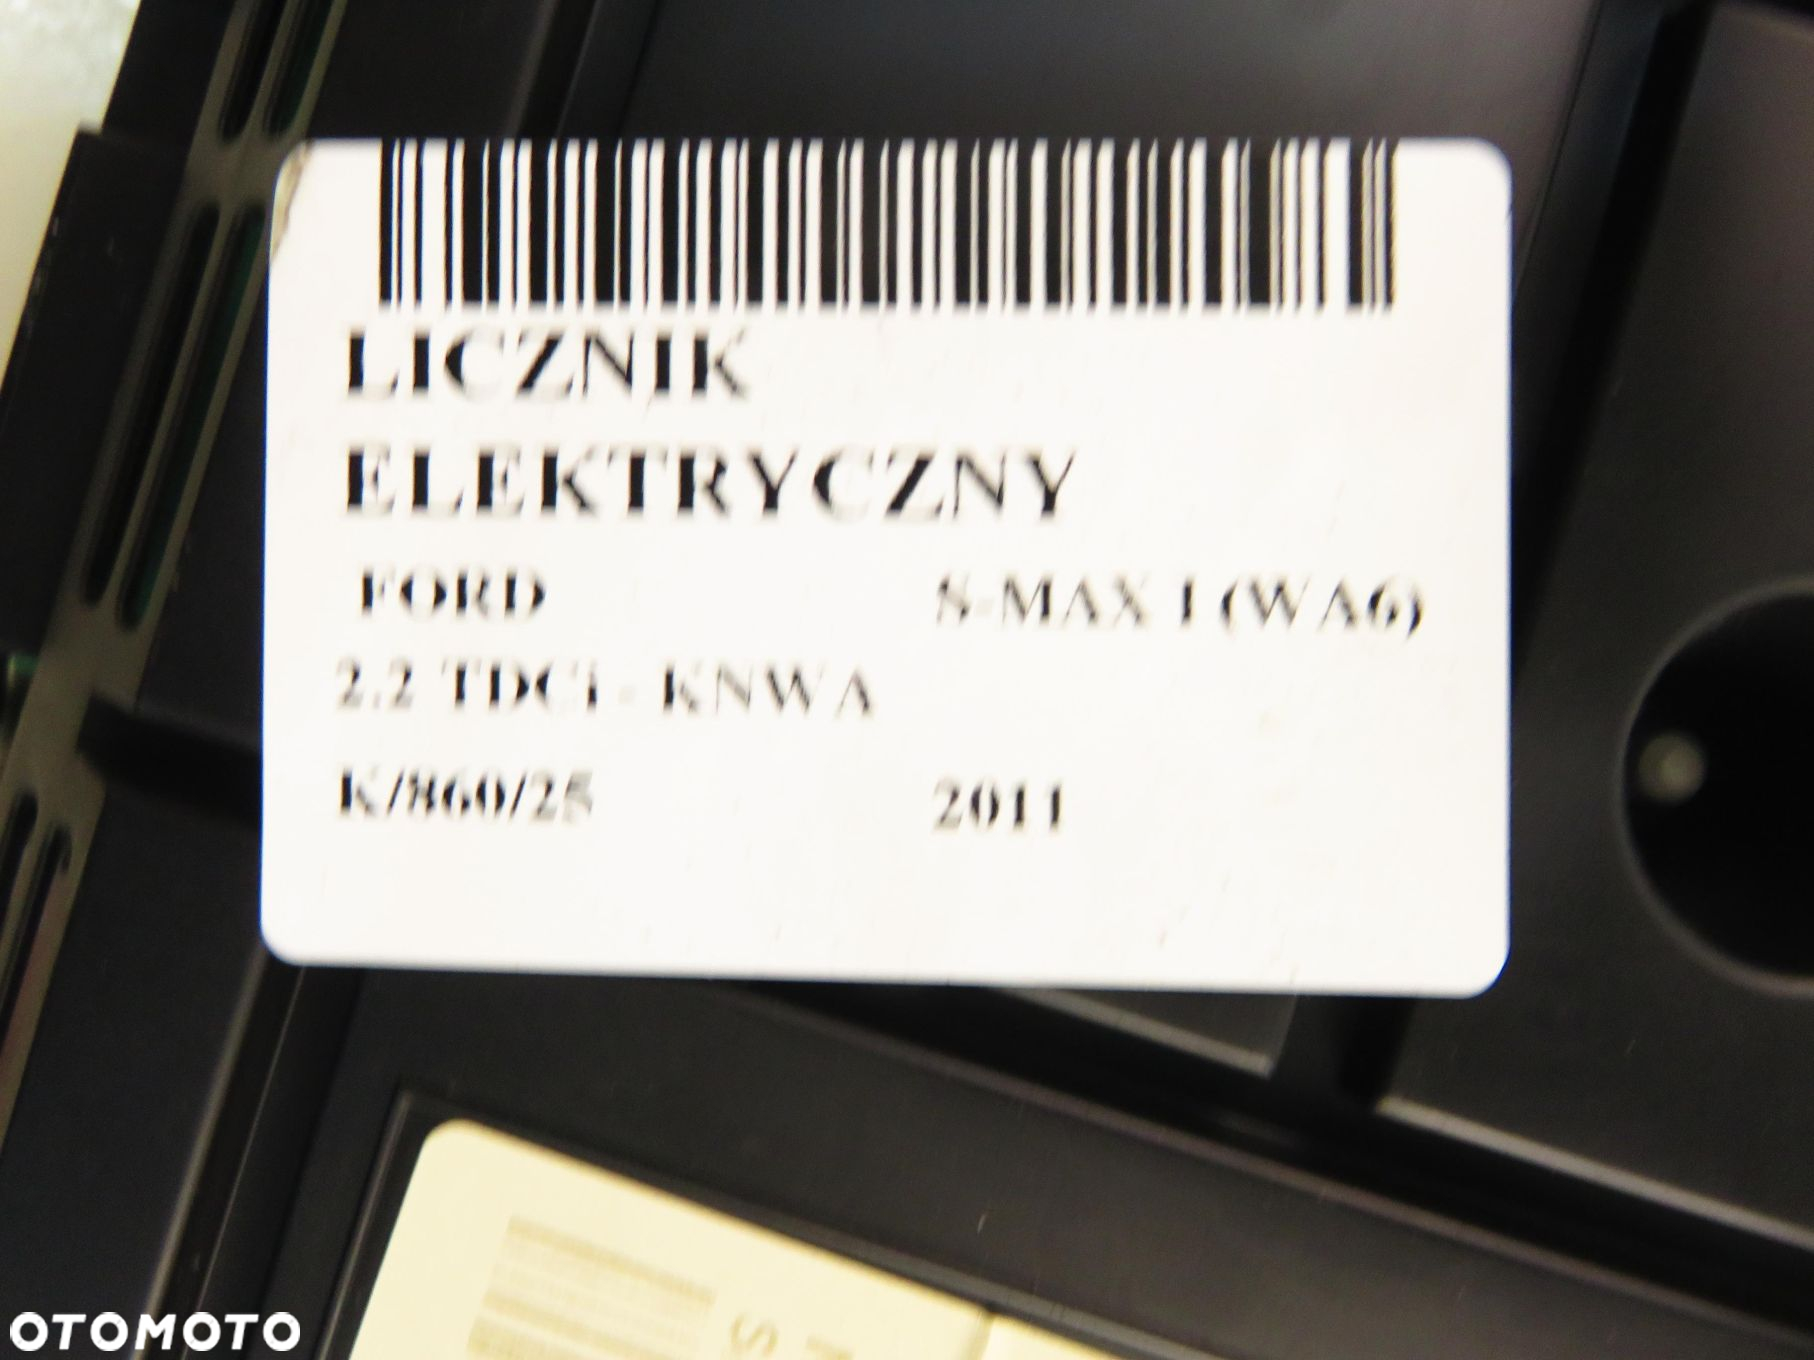 LICZNIK
ELEKTRYCZNY
FORD S-MAX I (WA6)
2.2 TDCi - KNWA
K/860/25 2011
OTOMOTO